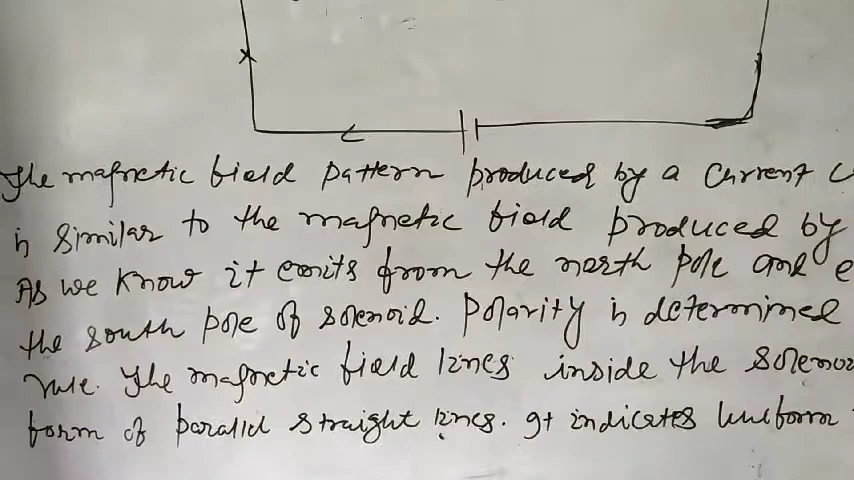 The magnetic field pattern produced by a current c
is similar to the magnetic field produced by
As we know it emits from the north pole and e
the south pole of solenoid. Polarity is determined
rule. The magnetic field lines inside the soleno
form of parallel straight lines. It indicates uniform